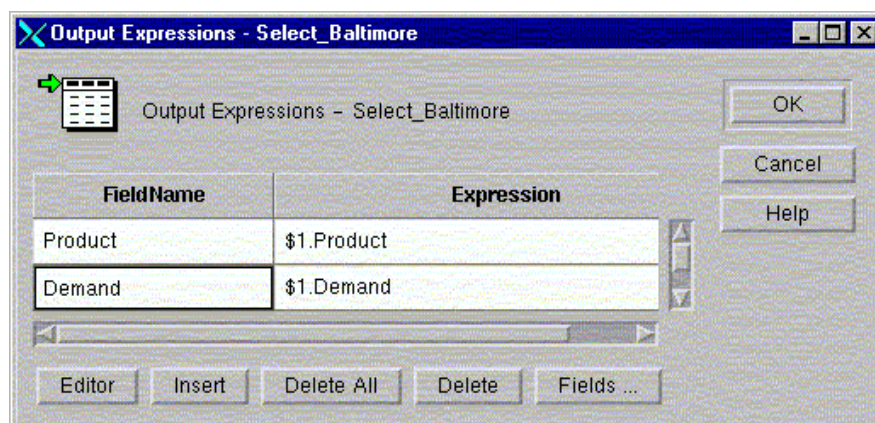 Output Expressions - Select_Baltimore
Output Expressions - Select_Baltimore
OK
Cancel
Help
FieldName Expression
Product $1.Product
Demand $1.Demand
Editor Insert Delete All Delete Fields ...